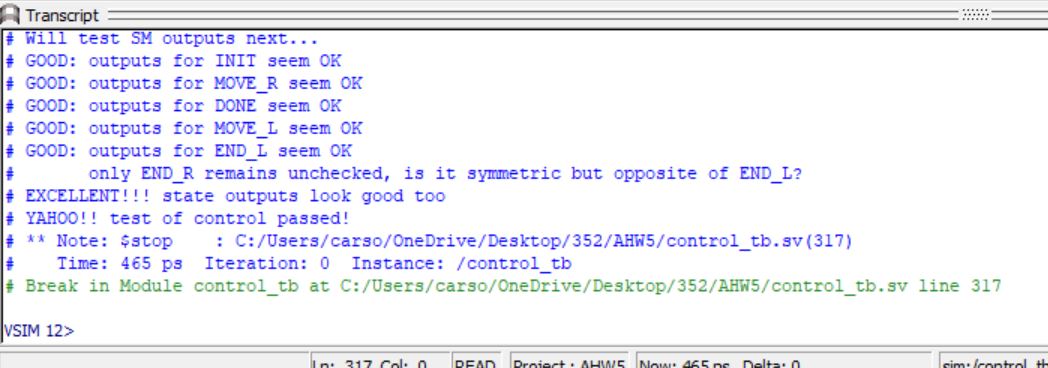 Transcript
# Will test SM outputs next...
# GOOD: outputs for INIT seem OK
# GOOD: outputs for MOVE_R seem OK
# GOOD: outputs for DONE seem OK
# GOOD: outputs for MOVE_L seem OK
# GOOD: outputs for END_L seem OK
#       only END_R remains unchecked, is it symmetric but opposite of END_L?
# EXCELLENT!!! state outputs look good too
# YAHOO!! test of control passed!
# ** Note: $stop    : C:/Users/carso/OneDrive/Desktop/352/AHW5/control_tb.sv(317)
#    Time: 465 ps  Iteration: 0  Instance: /control_tb
# Break in Module control_tb at C:/Users/carso/OneDrive/Desktop/352/AHW5/control_tb.sv line 317
VSIM 12>
Ln: 317 Col: 0 READ Project : AHW5 Now: 465 ps Delta: 0 sim:/control_tb